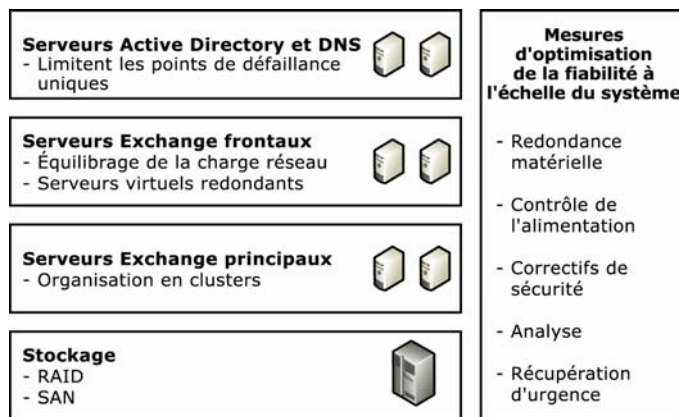 Serveurs Active Directory et DNS
- Limitent les points de défaillance
uniques
Serveurs Exchange frontaux
- Équilibrage de la charge réseau
- Serveurs virtuels redondants
Serveurs Exchange principaux
- Organisation en clusters
Stockage
- RAID
- SAN
Mesures
d'optimisation
de la fiabilité à
l'échelle du système
- Redondance
matérielle
- Contrôle de
l'alimentation
- Correctifs de
sécurité
- Analyse
- Récupération
d'urgence